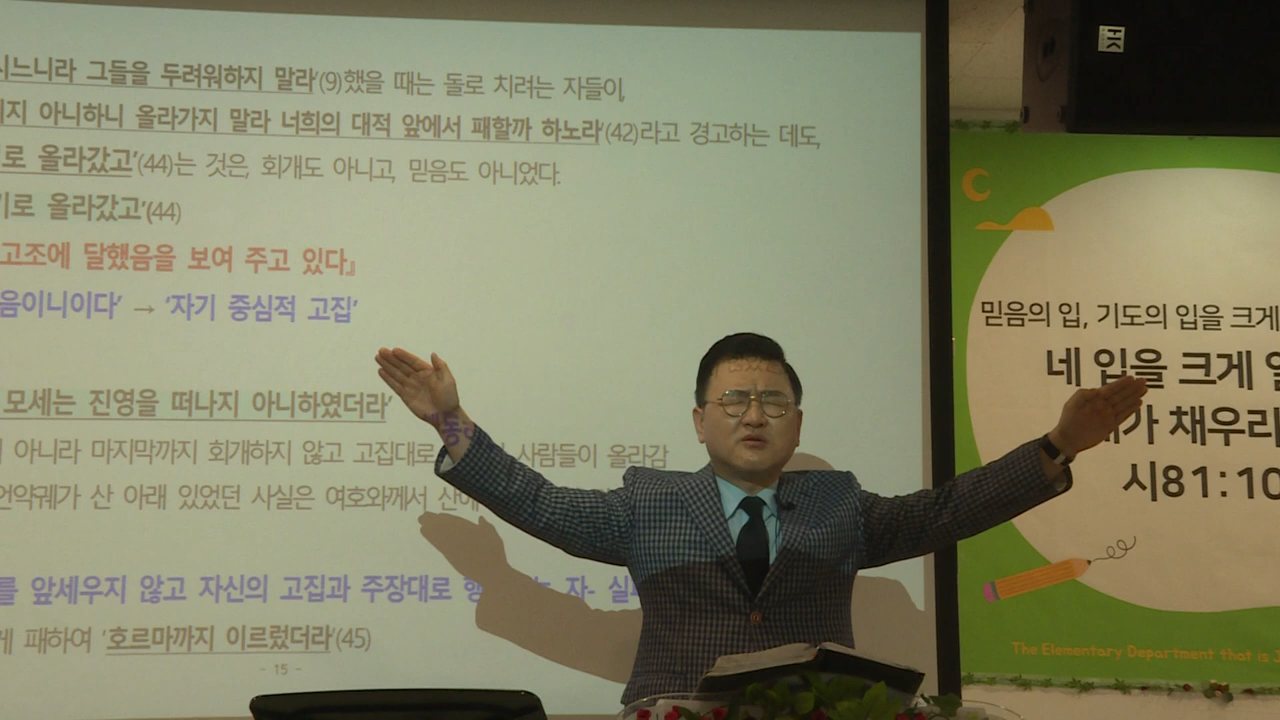 시느니라 그들을 두려워하지 말라'(9)했을 때는 돌로 치려는 자들이,
지 아니하니 올라가지 말라 너희의 대적 앞에서 패할까 하노라'(42)라고 경고하는 데도,
로 올라갔고'(44)는 것은, 회개도 아니고, 믿음도 아니었다.
기로 올라갔고'(44)
고조에 달했음을 보여 주고 있다』
음이니이다' → '자기 중심적 고집'
모세는 진영을 떠나지 아니하였더라'
아니라 마지막까지 회개하지 않고 고집대로 사람들이 올라감
언약궤가 산 아래 있었던 사실은 여호와께서 산에
를 앞세우지 않고 자신의 고집과 주장대로 행 는 자-
게 패하여 '호르마까지 이르렀더라'(45)
- 15 -
믿음의 입, 기도의 입을 크게
네 입을 크게
채우리
시81:10
The Elementary Department that is